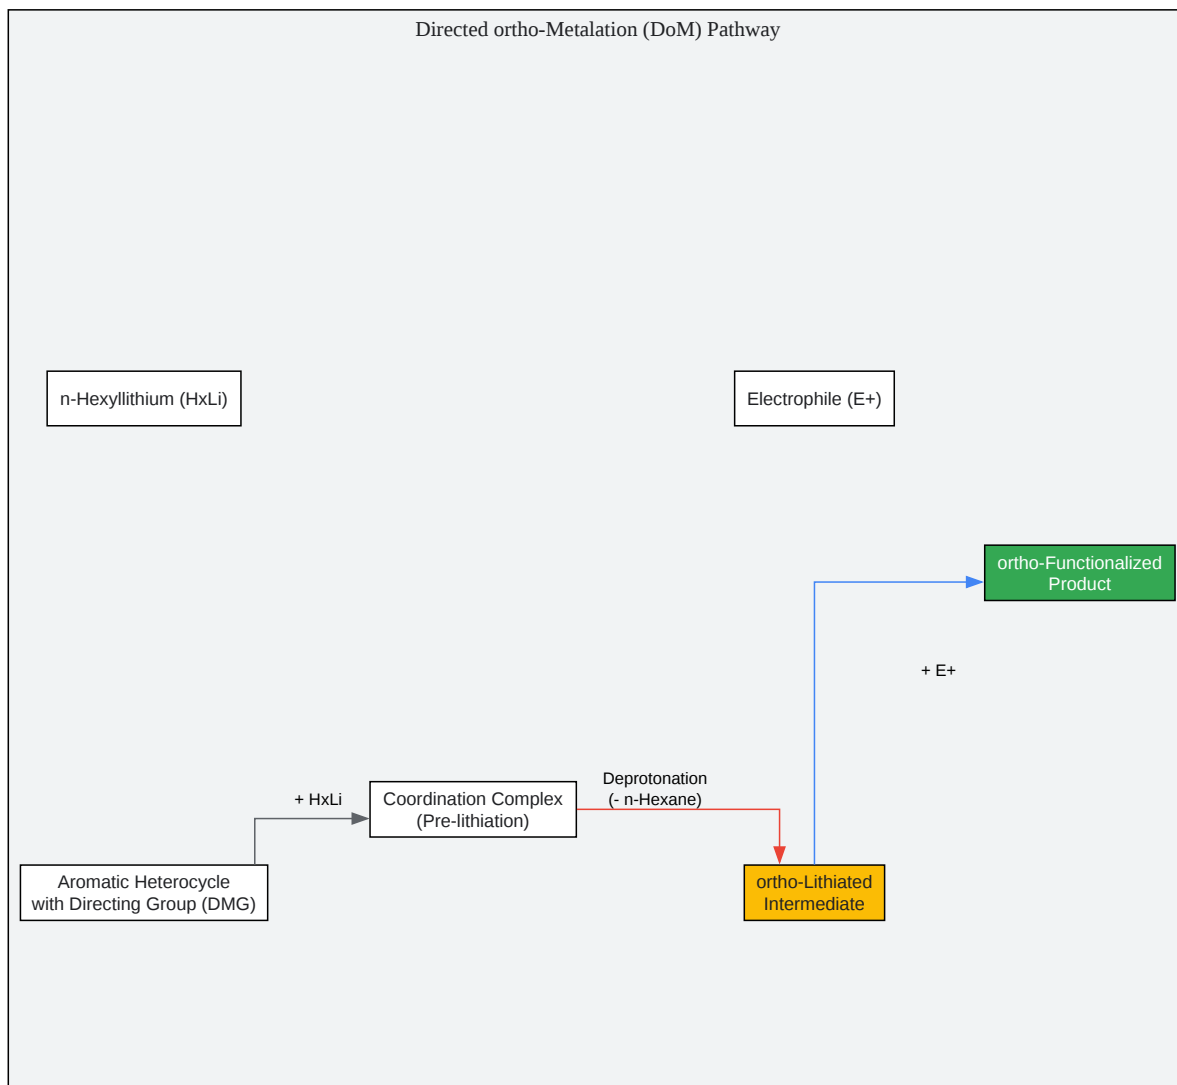 Directed ortho-Metalation (DoM) Pathway
n-Hexyllithium (HxLi)
Electrophile (E+)
ortho-Functionalized
Product
+ E+
+ HxLi
Coordination Complex
(Pre-lithiation)
Deprotonation
(- n-Hexane)
Aromatic Heterocycle
with Directing Group (DMG)
ortho-Lithiated
Intermediate